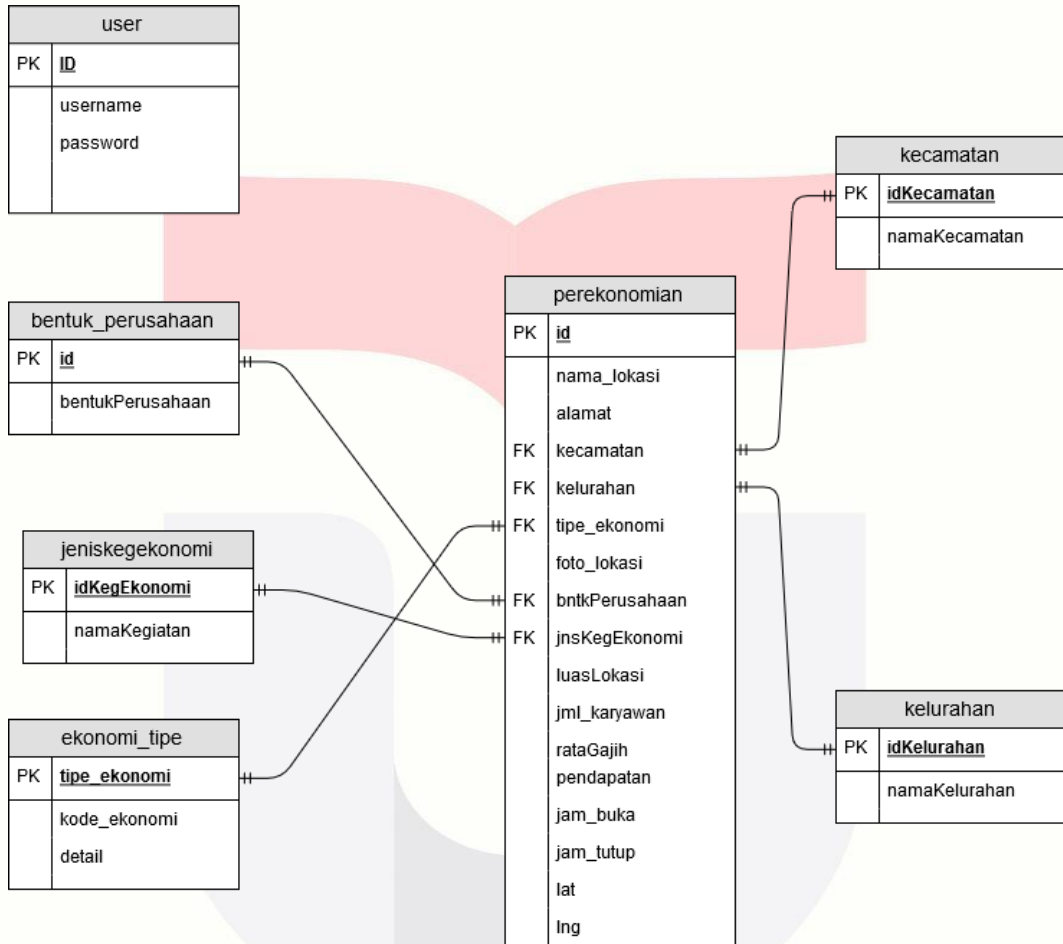 user
PK ID
username
password
bentuk_perusahaan
PK id
bentukPerusahaan
jeniskegekonomi
PK idKegEkonomi
namaKegiatan
ekonomi_tipe
PK tipe_ekonomi
kode_ekonomi
detail
perekonomian
PK id
nama_lokasi
alamat
FK kecamatan
FK kelurahan
FK tipe_ekonomi
foto_lokasi
FK bntkPerusahaan
FK jnsKegEkonomi
luasLokasi
jml_karyawan
rataGajih
pendapatan
jam_buka
jam_tutup
lat
lng
kecamatan
PK idKecamatan
namaKecamatan
kelurahan
PK idKelurahan
namaKelurahan